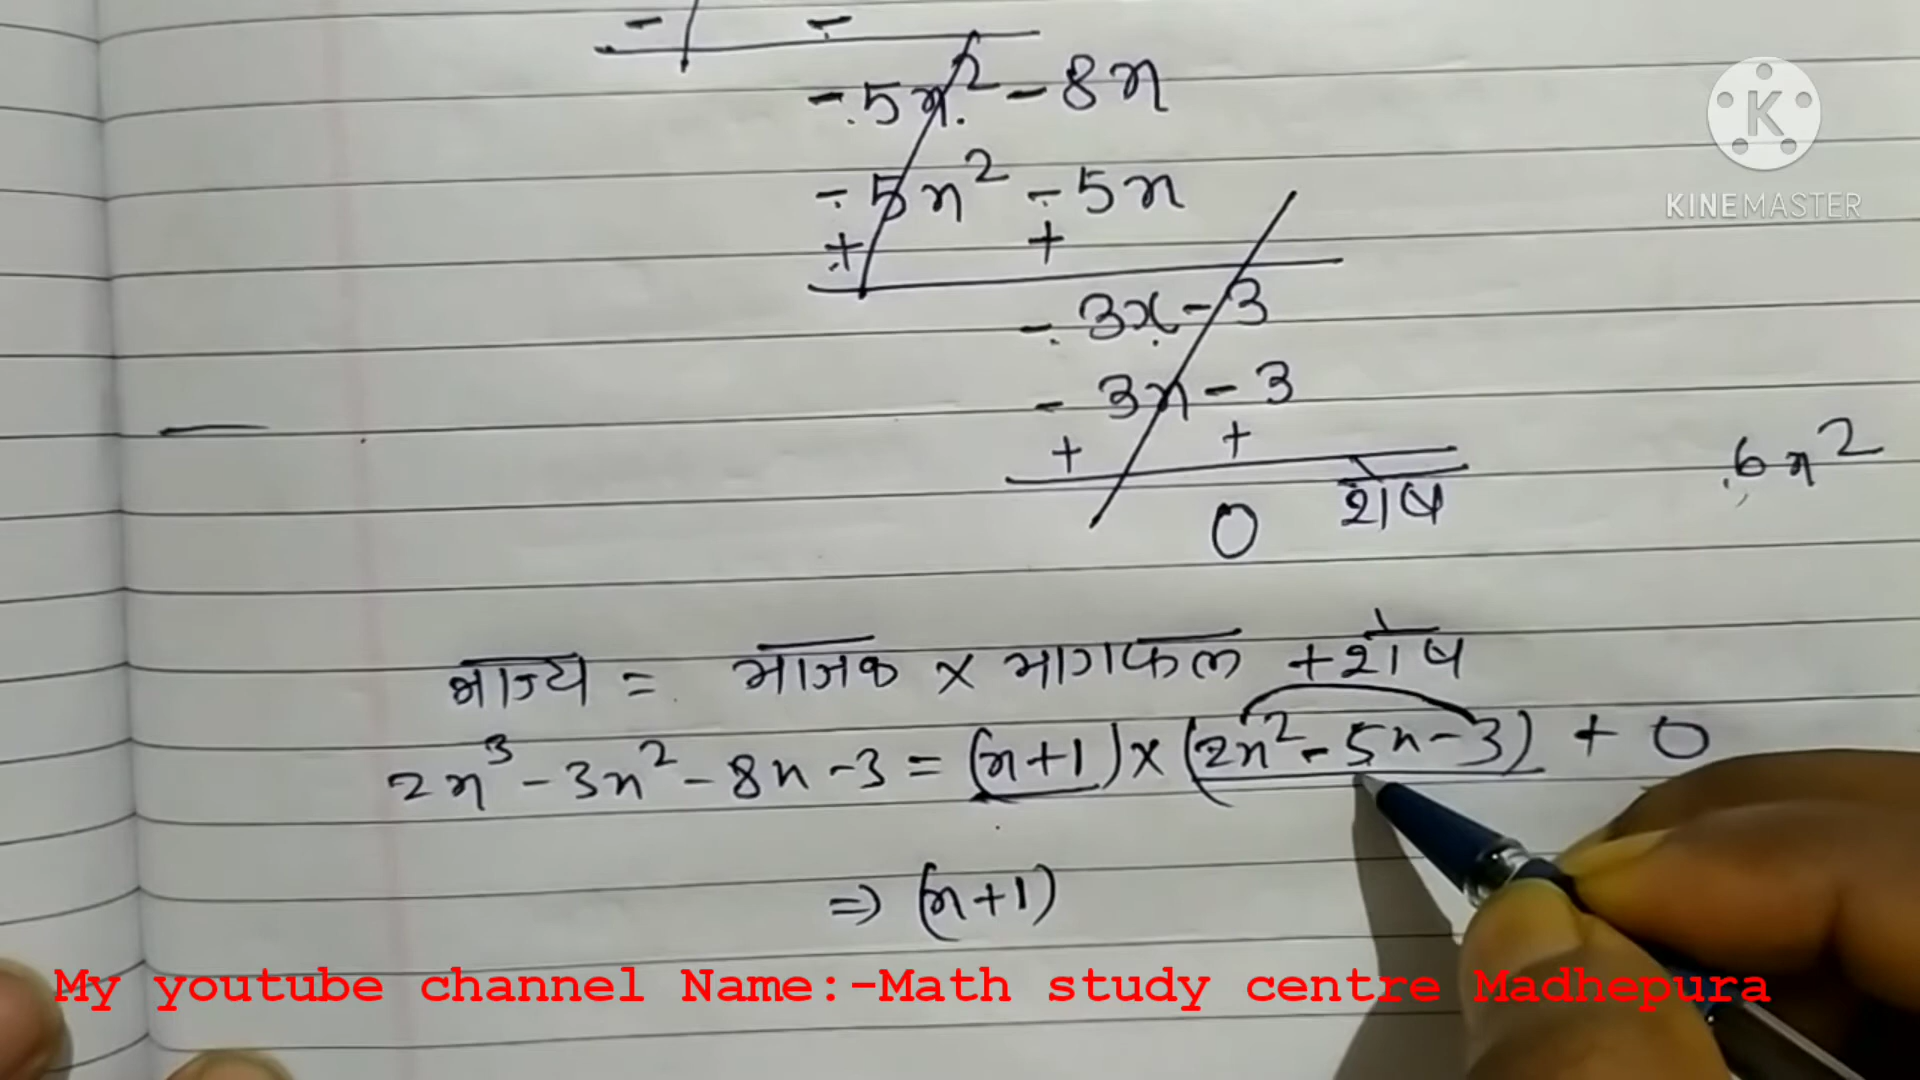 - -
-5x² - 8x
-5x² - 5x
+ +
-3x - 3
-3x - 3
+ +
0 शेष
6x²
भाज्य = भाजक × भागफल + शेष
2x³ - 3x² - 8x - 3 = (x+1) × (2x² - 5x - 3) + 0
⇒ (x+1)
K
KINEMASTER
My youtube channel Name:-Math study centre Madhepura